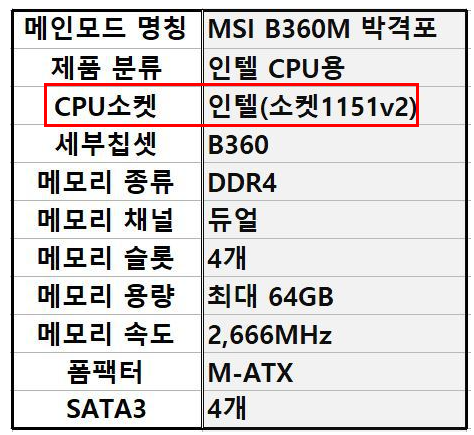 메인모드 명칭 MSI B360M 박격포
제품 분류 인텔 CPU용
CPU소켓 인텔(소켓1151v2)
세부칩셋 B360
메모리 종류 DDR4
메모리 채널 듀얼
메모리 슬롯 4개
메모리 용량 최대 64GB
메모리 속도 2,666MHz
폼팩터 M-ATX
SATA3 4개